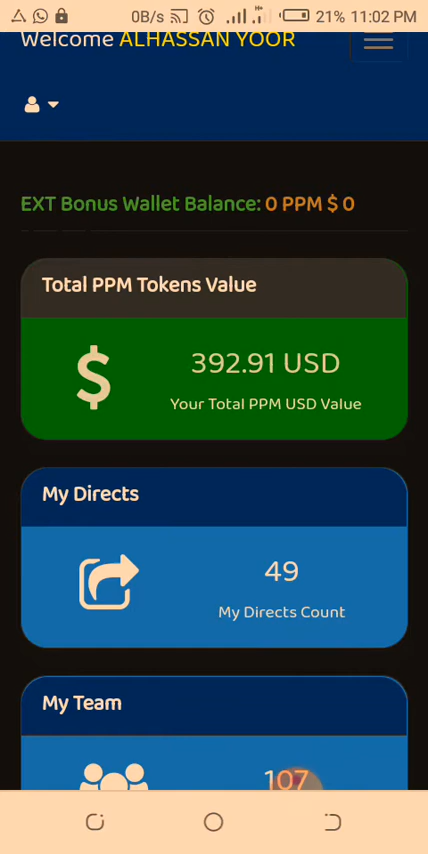 0B/s 21% 11:02 PM
Welcome ALHASSAN YOOR
EXT Bonus Wallet Balance: 0 PPM $ 0
Total PPM Tokens Value
392.91 USD
Your Total PPM USD Value
My Directs
49
My Directs Count
My Team
107